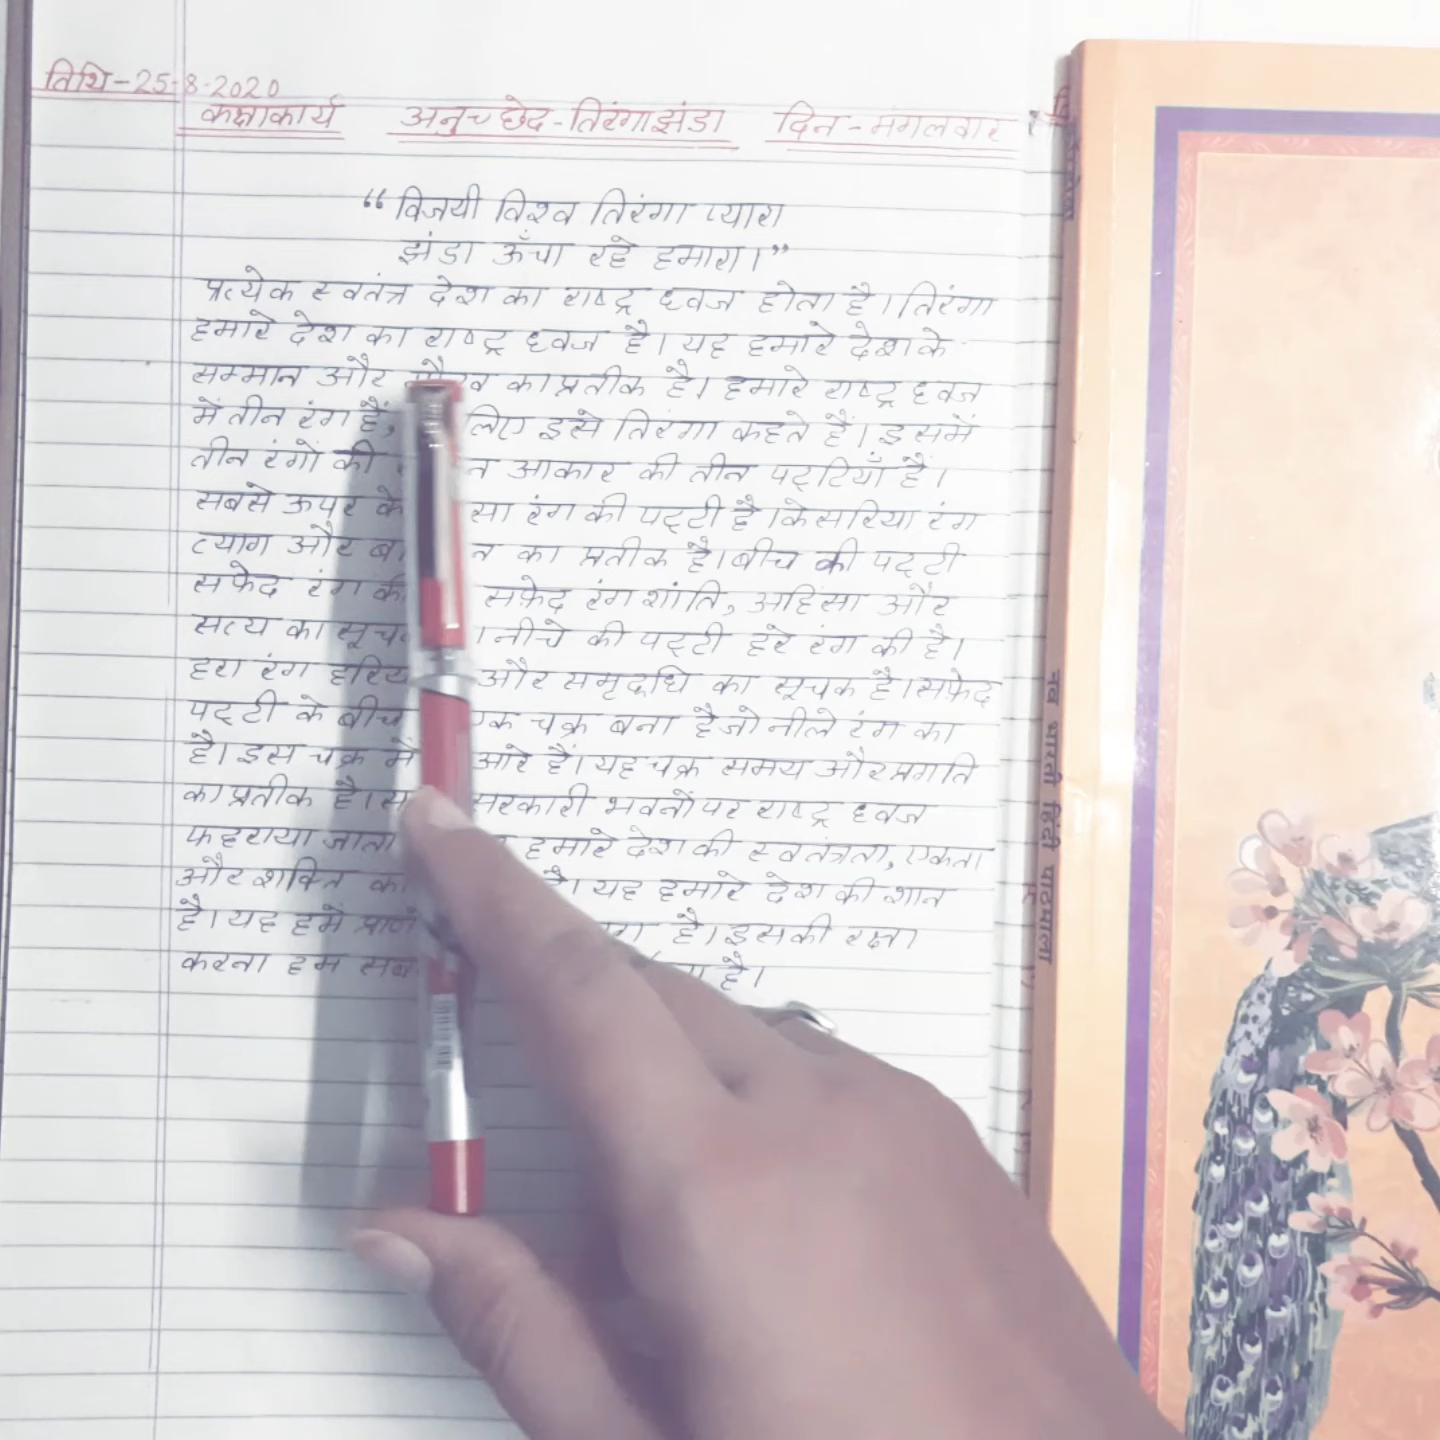 तिथि-25-8-2020
कक्षाकार्य अनुच्छेद-तिरंगा झंडा दिन-मंगलवार
“विजयी विश्व तिरंगा प्यारा
झंडा ऊँचा रहे हमारा।”
प्रत्येक स्वतंत्र देश का राष्ट्र ध्वज होता है। तिरंगा
हमारे देश का राष्ट्र ध्वज है। यह हमारे देश के
सम्मान और का प्रतीक है। हमारे राष्ट्र ध्वज
में तीन रंग हैं, लिए इसे तिरंगा कहते हैं। इसमें
तीन रंगों की आकार की तीन पट्टियाँ हैं।
सबसे ऊपर रंग की पट्टी है। केसरिया रंग
त्याग और का प्रतीक है। बीच की पट्टी
सफ़ेद रंग सफ़ेद रंग शांति, अहिंसा और
सत्य का । नीचे की पट्टी हरे रंग की है।
हरा रंग और समृद्धि का सूचक है। सफ़ेद
पट्टी के बीच एक चक्र बना है जो नीले रंग का
है। इस चक्र में आरे हैं। यह चक्र समय और प्रगति
का प्रतीक है। सरकारी भवनों पर राष्ट्र ध्वज
फहराया जाता हमारे देश की स्वतंत्रता, एकता
और शक्ति का है। यह हमारे देश की शान
है। यह हमें है। इसकी रक्षा
करना हम है।
नव भारती हिंदी पाठमाला